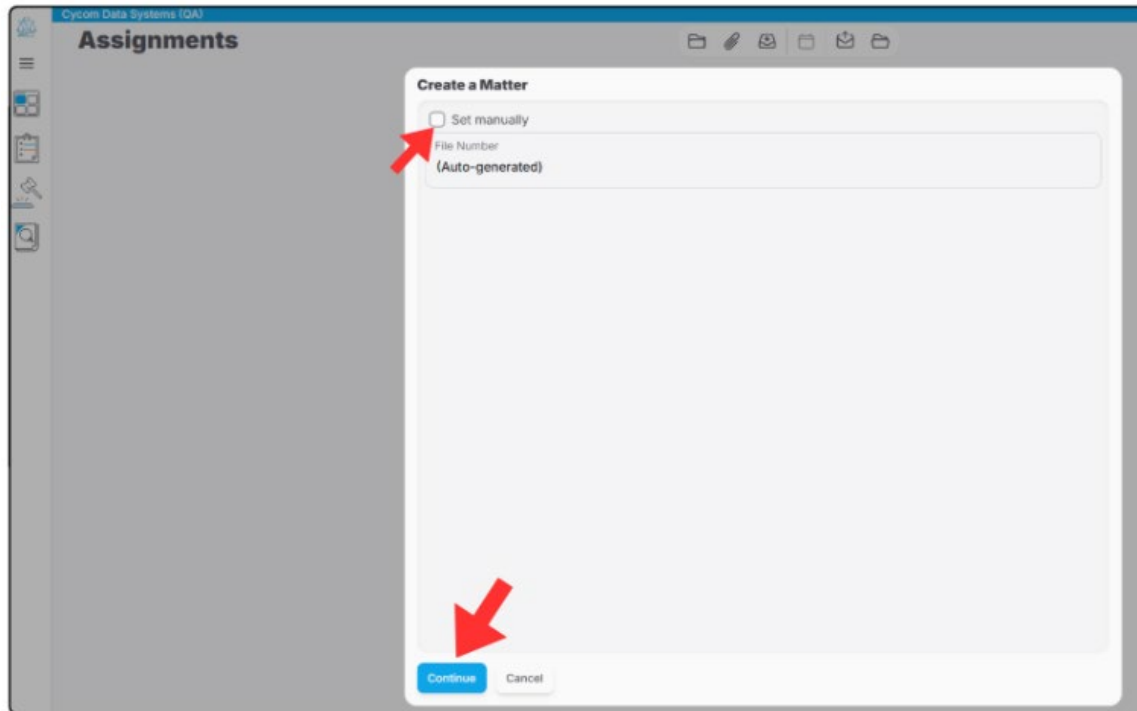 Cycom Data Systems (QA)
Assignments
Create a Matter
Set manually
File Number
(Auto-generated)
Continue
Cancel